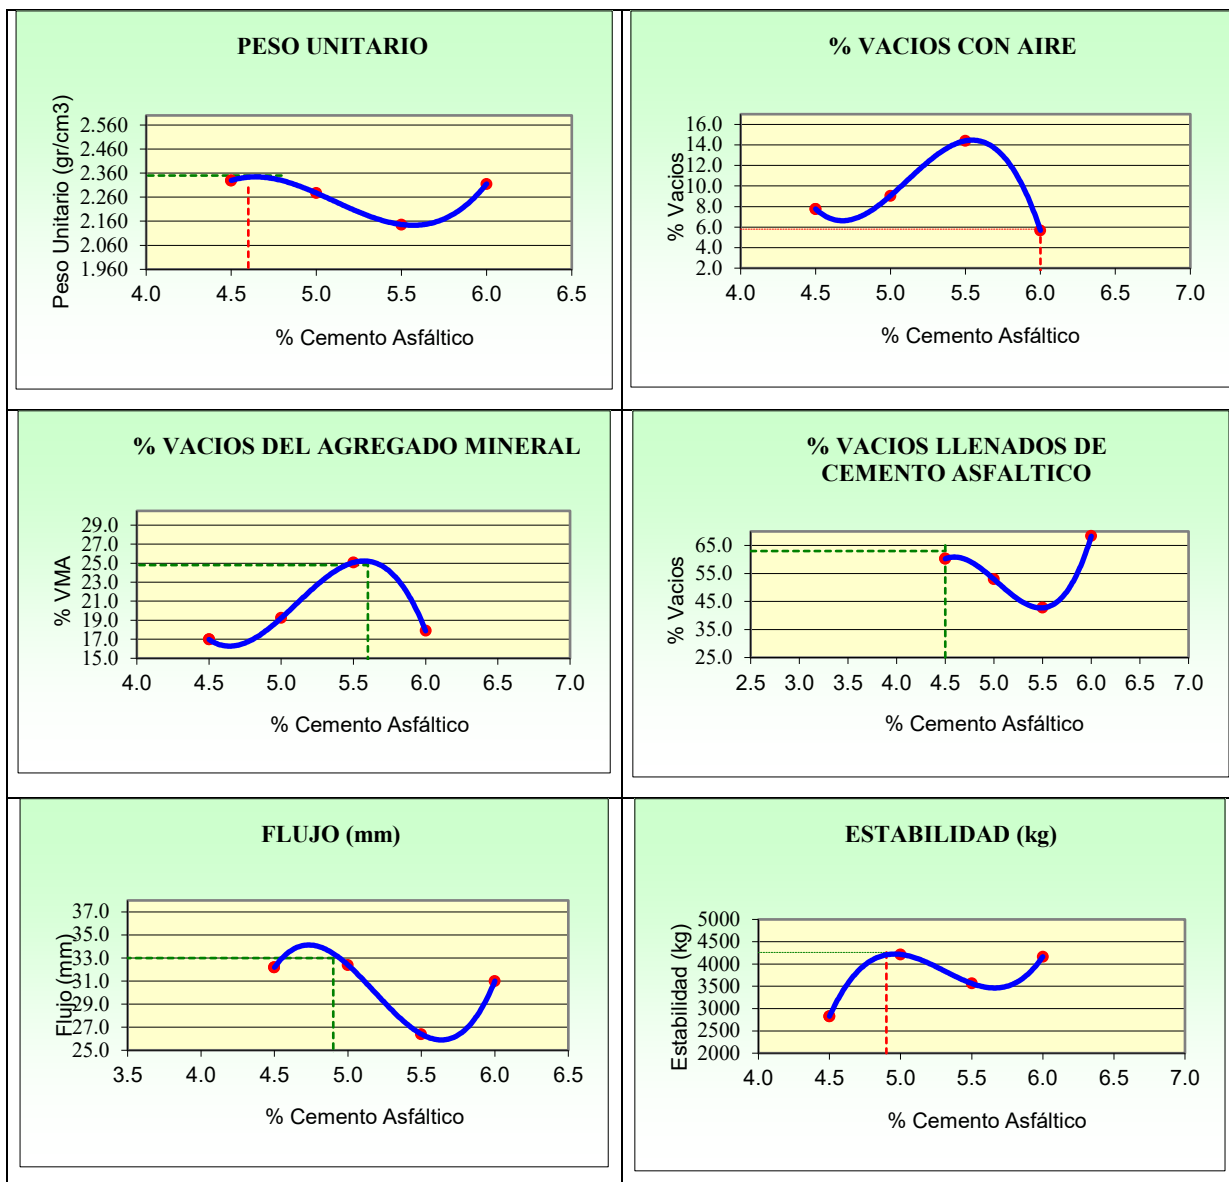 PESO UNITARIO
Peso Unitario (gr/cm3)
2.560
2.460
2.360
2.260
2.160
2.060
1.960
4.0 4.5 5.0 5.5 6.0 6.5
% Cemento Asfáltico
% VACIOS CON AIRE
% Vacios
16.0
14.0
12.0
10.0
8.0
6.0
4.0
2.0
4.0 4.5 5.0 5.5 6.0 6.5 7.0
% Cemento Asfáltico
% VACIOS DEL AGREGADO MINERAL
% VMA
29.0
27.0
25.0
23.0
21.0
19.0
17.0
15.0
4.0 4.5 5.0 5.5 6.0 6.5 7.0
% Cemento Asfáltico
% VACIOS LLENADOS DE
CEMENTO ASFALTICO
% Vacios
65.0
55.0
45.0
35.0
25.0
2.5 3.0 3.5 4.0 4.5 5.0 5.5 6.0 6.5 7.0
% Cemento Asfáltico
FLUJO (mm)
Flujo (mm)
37.0
35.0
33.0
31.0
29.0
27.0
25.0
3.5 4.0 4.5 5.0 5.5 6.0 6.5
% Cemento Asfáltico
ESTABILIDAD (kg)
Estabilidad (kg)
5000
4500
4000
3500
3000
2500
2000
4.0 4.5 5.0 5.5 6.0 6.5 7.0
% Cemento Asfáltico